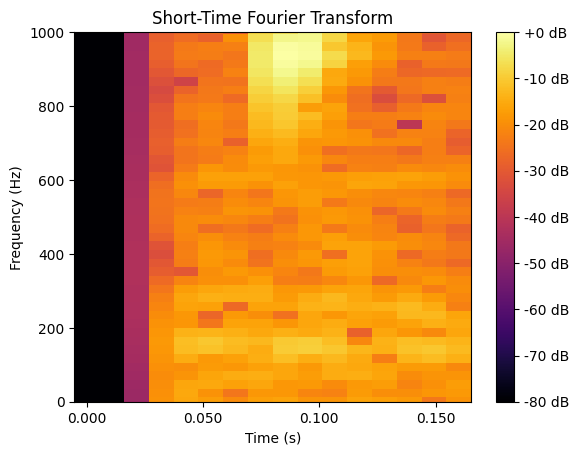 Short-Time Fourier Transform
1000
800
600
400
200
0
Frequency (Hz)
0.000
0.050
0.100
0.150
Time (s)
+0 dB
-10 dB
-20 dB
-30 dB
-40 dB
-50 dB
-60 dB
-70 dB
-80 dB